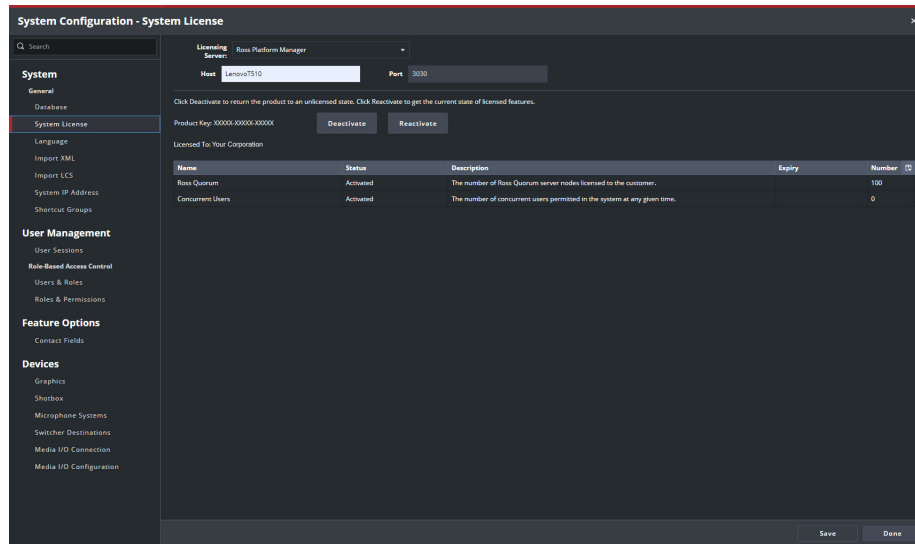 System Configuration - System License
Search
System
General
Database
System License
Language
Import XML
Import LCS
System IP Address
Shortcut Groups
User Management
User Sessions
Role-Based Access Control
Users & Roles
Roles & Permissions
Feature Options
Contact Fields
Devices
Graphics
Shotbox
Microphone Systems
Switcher Destinations
Media I/O Connection
Media I/O Configuration
Licensing Server: Ross Platform Manager
Host LenovoT510 Port 3030
Click Deactivate to return the product to an unlicensed state. Click Reactivate to get the current state of licensed features.
Product Key: XXXXX-XXXXX-XXXXX Deactivate Reactivate
Licensed To: Your Corporation
Name Status Description Expiry Number
Ross Quorum Activated The number of Ross Quorum server nodes licensed to the customer. 100
Concurrent Users Activated The number of concurrent users permitted in the system at any given time. 0
Save Done